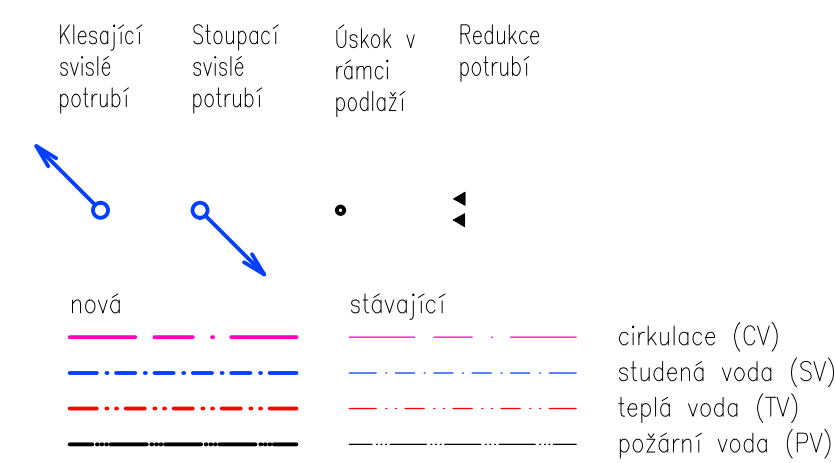 Klesající
svislé
potrubí
Stoupací
svislé
potrubí
Úskok v
rámci
podlaží
Redukce
potrubí
nová
stávající
cirkulace (CV)
studená voda (SV)
teplá voda (TV)
požární voda (PV)